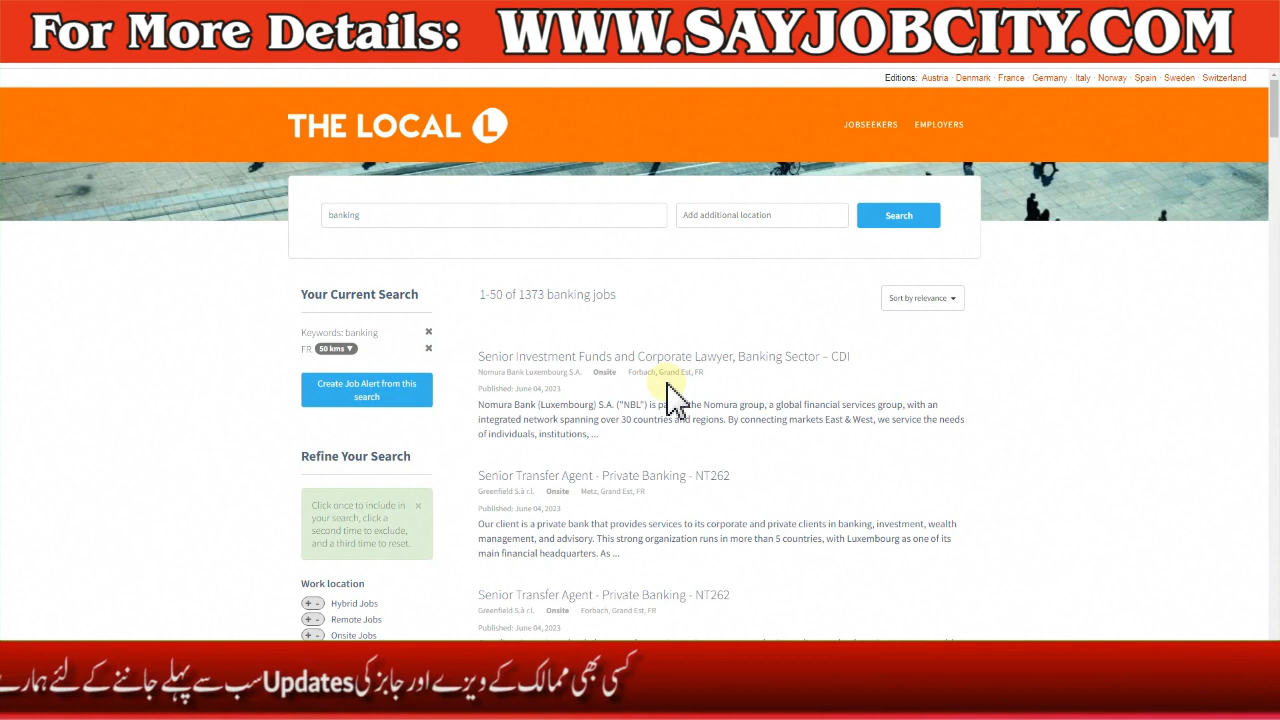 For More Details: WWW.SAYJOBCITY.COM
Editions: Austria · Denmark · France · Germany · Italy · Norway · Spain · Sweden · Switzerland
THE LOCAL L
JOBSEEKERS EMPLOYERS
banking Add additional location Search
Your Current Search
Keywords: banking ✖
FR 50 kms ▼ ✖
Create Job Alert from this
search
Refine Your Search
Click once to include in ×
your search, click a
second time to exclude,
and a third time to reset.
Work location
+ - Hybrid Jobs
+ - Remote Jobs
+ - Onsite Jobs
1-50 of 1373 banking jobs
Sort by relevance
Senior Investment Funds and Corporate Lawyer, Banking Sector – CDI
Nomura Bank Luxembourg S.A. Onsite Forbach, Grand Est, FR
Published: June 04, 2023
Nomura Bank (Luxembourg) S.A. ("NBL") is the Nomura group, a global financial services group, with an
integrated network spanning over 30 countries and regions. By connecting markets East & West, we service the needs
of individuals, institutions, ...
Senior Transfer Agent - Private Banking - NT262
Greenfield S.à r.l. Onsite Metz, Grand Est, FR
Published: June 04, 2023
Our client is a private bank that provides services to its corporate and private clients in banking, investment, wealth
management, and advisory. This strong organization runs in more than 5 countries, with Luxembourg as one of its
main financial headquarters. As ...
Senior Transfer Agent - Private Banking - NT262
Greenfield S.à r.l. Onsite Forbach, Grand Est, FR
Published: June 04, 2023
کسی بھی ممالک کے ویزے اور جابز کی Updates سب سے پہلے جاننے کے لئے ہمارے